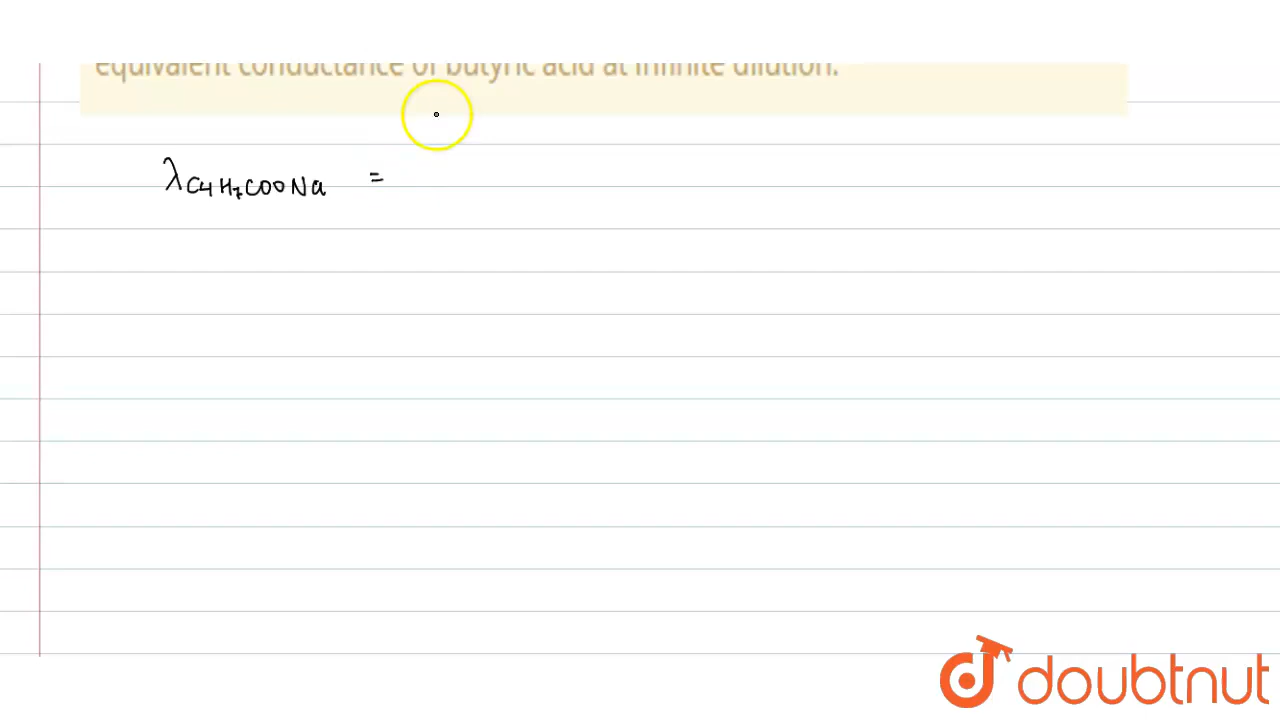 equivalent conductance of butyric acid at infinite dilution.
λC4H7COONa =
doubtnut